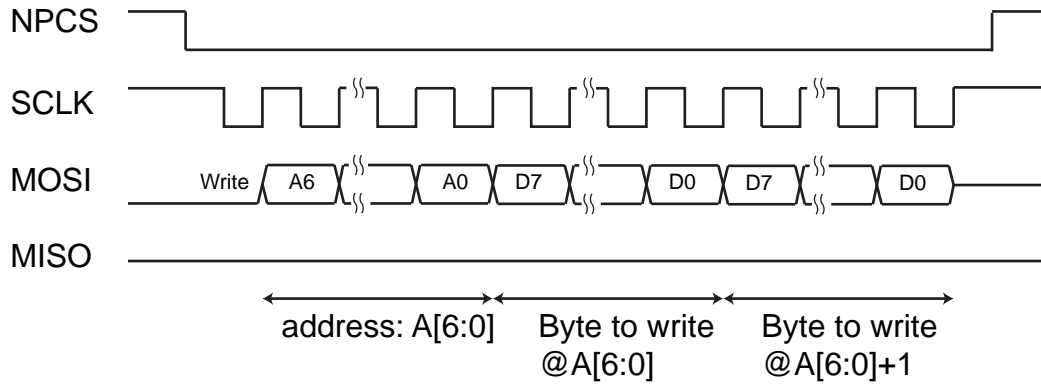 NPCS
SCLK
MOSI
Write A6 A0 D7 D0 D7 D0
MISO
address: A[6:0] Byte to write Byte to write
@A[6:0] @A[6:0]+1